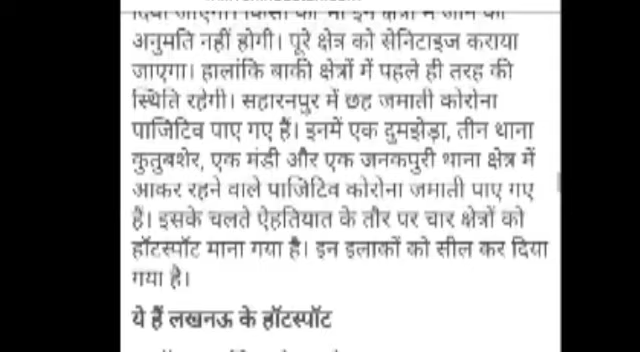 अनुमति नहीं होगी। पूरे क्षेत्र को सेनिटाइज कराया
जाएगा। हालांकि बाकी क्षेत्रों में पहले ही तरह की
स्थिति रहेगी। सहारनपुर में छह जमाती कोरोना
पाजिटिव पाए गए हैं। इनमें एक दुमझेड़ा, तीन थाना
कुतुबशेर, एक मंडी और एक जनकपुरी थाना क्षेत्र में
आकर रहने वाले पाजिटिव कोरोना जमाती पाए गए
हैं। इसके चलते ऐहतियात के तौर पर चार क्षेत्रों को
हॉटस्पॉट माना गया है। इन इलाकों को सील कर दिया
गया है।
ये हैं लखनऊ के हॉटस्पॉट